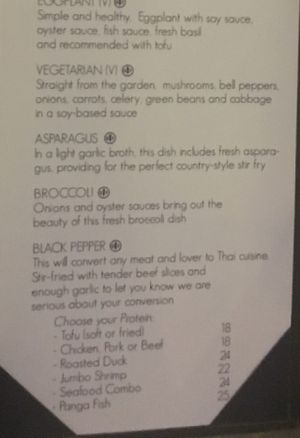 EGGPLANT (V)
Simple and healthy. Eggplant with soy sauce,
oyster sauce, fish sauce, fresh basil
and recommended with tofu
VEGETARIAN (V)
Straight from the garden, mushrooms, bell peppers,
onions, carrots, celery, green beans and cabbage
in a soy-based sauce
ASPARAGUS
In a light garlic broth, this dish includes fresh aspara-
gus, providing for the perfect country-style stir fry
BROCCOLI
Onions and oyster sauces bring out the
beauty of this fresh broccoli dish
BLACK PEPPER
This will convert any meat and lover to Thai cuisine.
Stir-fried with tender beef slices and
enough garlic to let you know we are
serious about your conversion
Choose your Protein:
- Tofu (soft or fried) 18
- Chicken, Pork or Beef 18
- Roasted Duck 24
- Jumbo Shrimp 22
- Seafood Combo 24
- Panga Fish 25